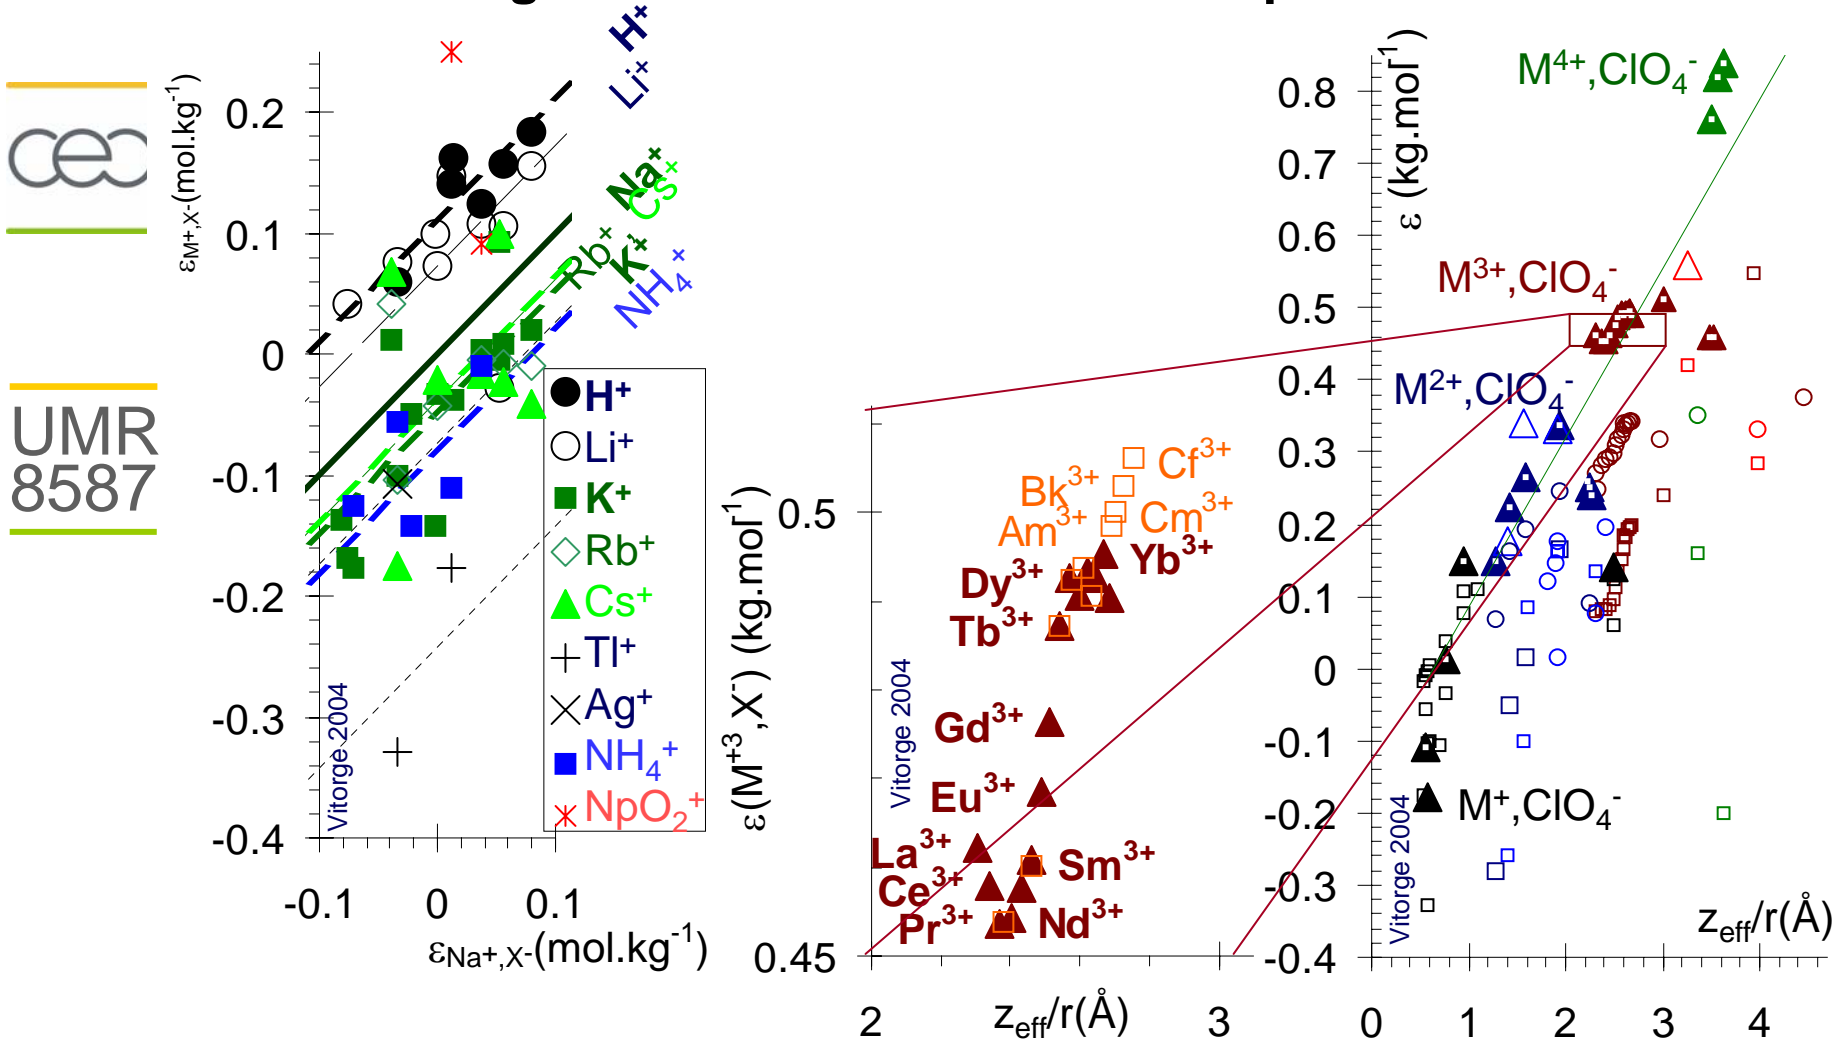 cea
UMR
8587
ε_M+,X-(mol.kg⁻¹)
0.2
0.1
0
-0.1
-0.2
-0.3
-0.4
-0.1
0
0.1
ε_Na+,X-(mol.kg⁻¹)
Vitorge 2004
H⁺
Li⁺
Na⁺
Cs⁺
Rb⁺
K⁺
NH₄⁺
H⁺
Li⁺
K⁺
Rb⁺
Cs⁺
Tl⁺
Ag⁺
NH₄⁺
NpO₂⁺
ε(M⁺³,X⁻) (kg.mol¹)
0.5
0.45
2
3
z_eff/r(Å)
Vitorge 2004
Cf³⁺
Bk³⁺
Cm³⁺
Am³⁺
Yb³⁺
Dy³⁺
Tb³⁺
Gd³⁺
Eu³⁺
La³⁺
Sm³⁺
Ce³⁺
Pr³⁺
Nd³⁺
ε (kg.mol¹)
0.8
0.7
0.6
0.5
0.4
0.3
0.2
0.1
0
-0.1
-0.2
-0.3
-0.4
0
1
2
3
4
z_eff/r(Å)
M⁴⁺,ClO₄⁻
M³⁺,ClO₄⁻
M²⁺,ClO₄⁻
M⁺,ClO₄⁻
Vitorge 2004